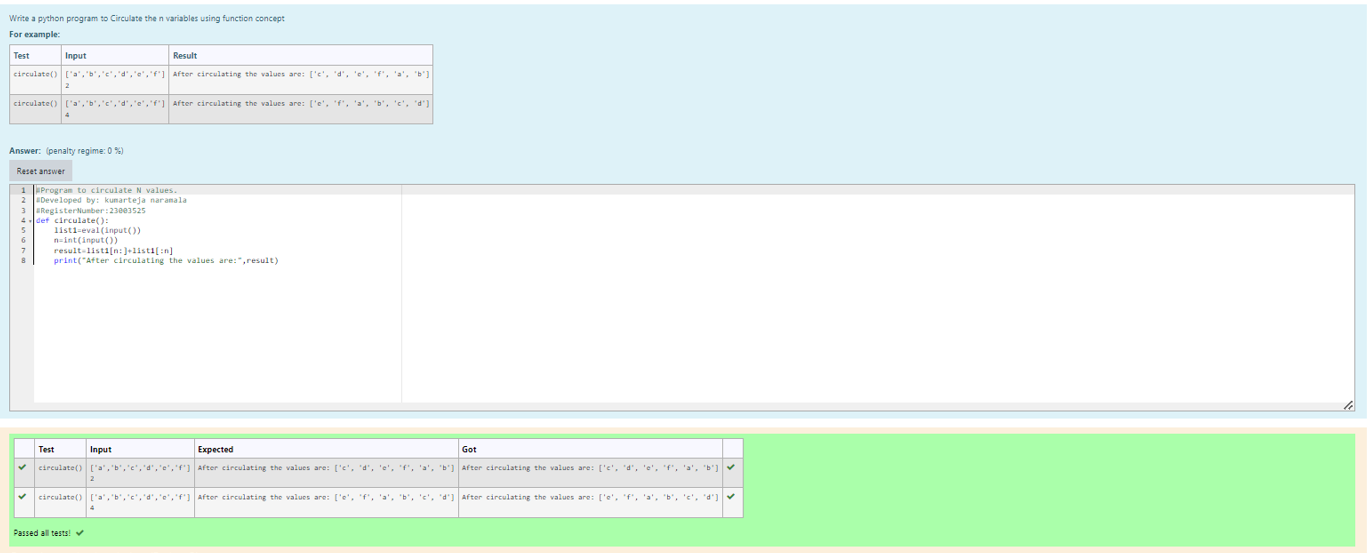 Write a python program to Circulate the n variables using function concept
For example:
Test Input Result
circulate() ['a','b','c','d','e','f'] After circulating the values are: ['c', 'd', 'e', 'f', 'a', 'b']
2
circulate() ['a','b','c','d','e','f'] After circulating the values are: ['e', 'f', 'a', 'b', 'c', 'd']
4
Answer: (penalty regime: 0 %)
Reset answer
1 #Program to circulate N values.
2 #Developed by: kumarteja naramala
3 #RegisterNumber:23003525
4 def circulate():
5 list1=eval(input())
6 n=int(input())
7 result=list1[n:]+list1[:n]
8 print("After circulating the values are:",result)
Test Input Expected Got
circulate() ['a','b','c','d','e','f'] After circulating the values are: ['c', 'd', 'e', 'f', 'a', 'b'] After circulating the values are: ['c', 'd', 'e', 'f', 'a', 'b']
2
circulate() ['a','b','c','d','e','f'] After circulating the values are: ['e', 'f', 'a', 'b', 'c', 'd'] After circulating the values are: ['e', 'f', 'a', 'b', 'c', 'd']
4
Passed all tests!